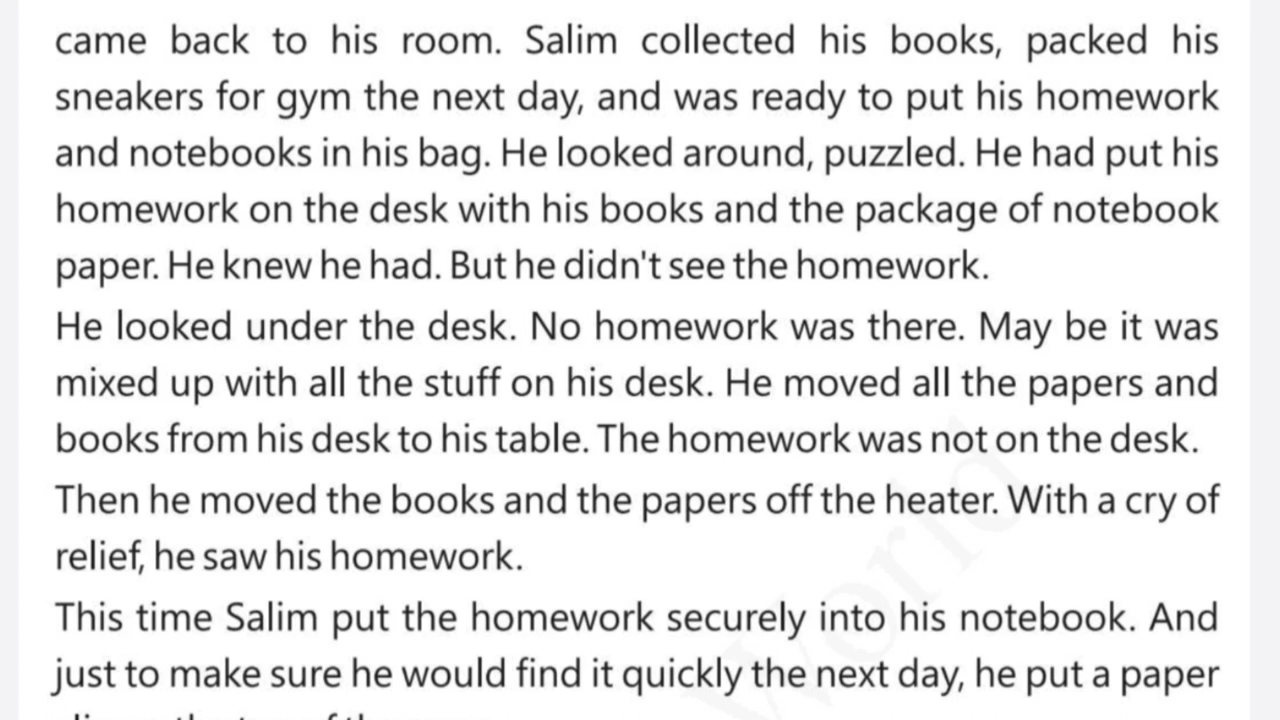 came back to his room. Salim collected his books, packed his
sneakers for gym the next day, and was ready to put his homework
and notebooks in his bag. He looked around, puzzled. He had put his
homework on the desk with his books and the package of notebook
paper. He knew he had. But he didn't see the homework.
He looked under the desk. No homework was there. May be it was
mixed up with all the stuff on his desk. He moved all the papers and
books from his desk to his table. The homework was not on the desk.
Then he moved the books and the papers off the heater. With a cry of
relief, he saw his homework.
This time Salim put the homework securely into his notebook. And
just to make sure he would find it quickly the next day, he put a paper
World